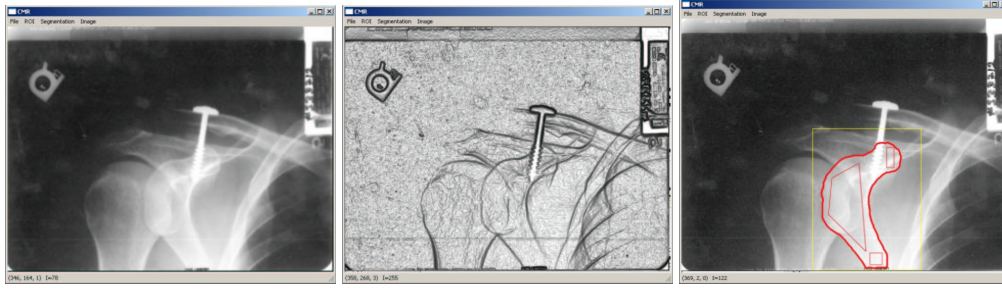 CMR
File ROI Segmentation Image
(346, 164, 1) I=78
CMR
File ROI Segmentation Image
(358, 268, 3) I=255
CMR
File ROI Segmentation Image
(369, 2, 0) I=122